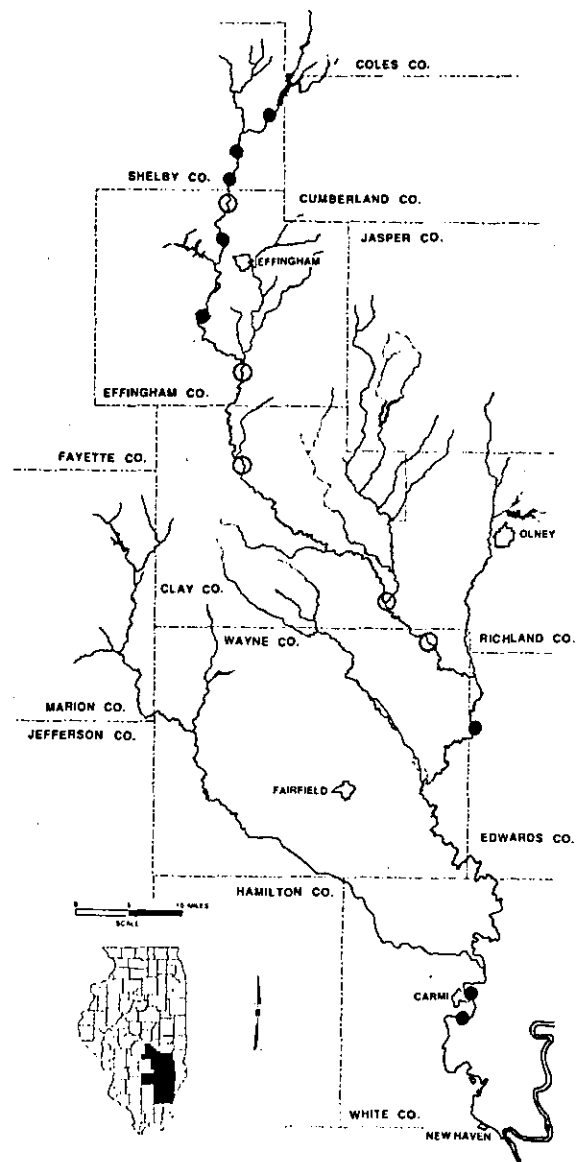 COLES CO.
SHELBY CO.
CUMBERLAND CO.
JASPER CO.
EFFINGHAM
EFFINGHAM CO.
FAYETTE CO.
OLNEY
CLAY CO.
WAYNE CO.
RICHLAND CO.
MARION CO.
JEFFERSON CO.
FAIRFIELD
EDWARDS CO.
HAMILTON CO.
MILES
SCALE
CARMI
WHITE CO.
NEW HAVEN